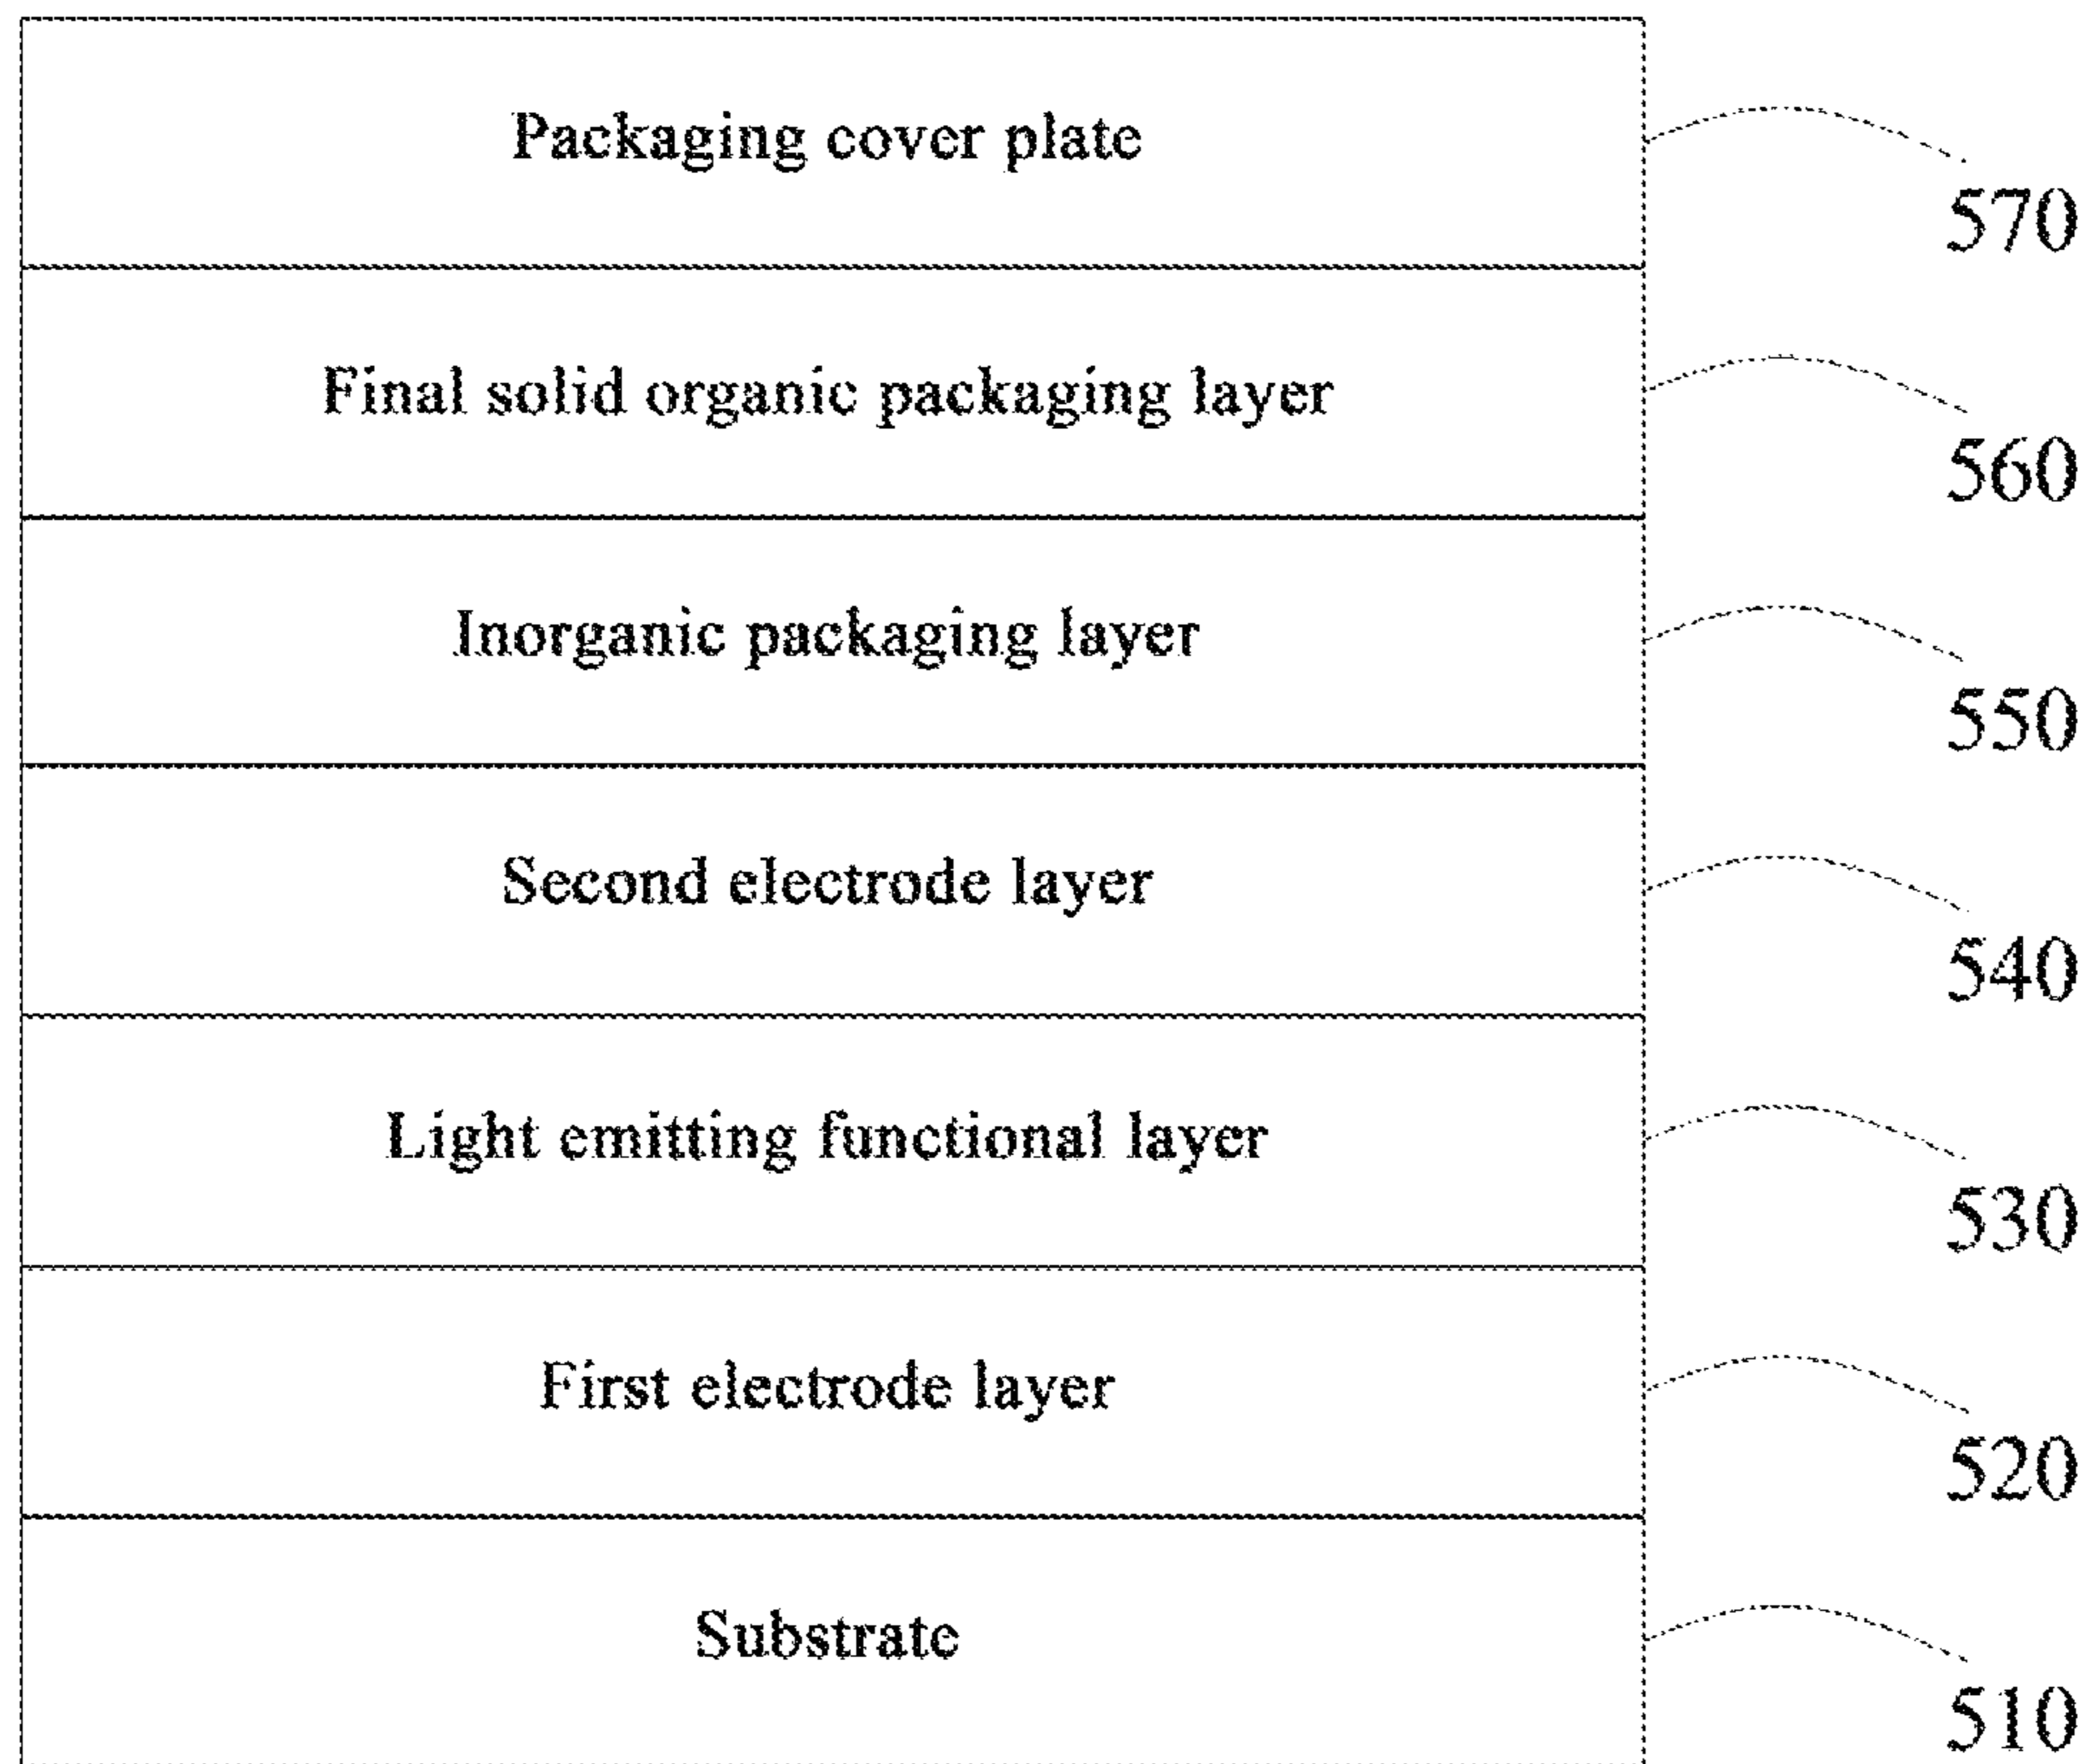 Packaging cover plate
570
Final solid organic packaging layer
560
Inorganic packaging layer
550
Second electrode layer
540
Light emitting functional layer
530
First electrode layer
520
Substrate
510